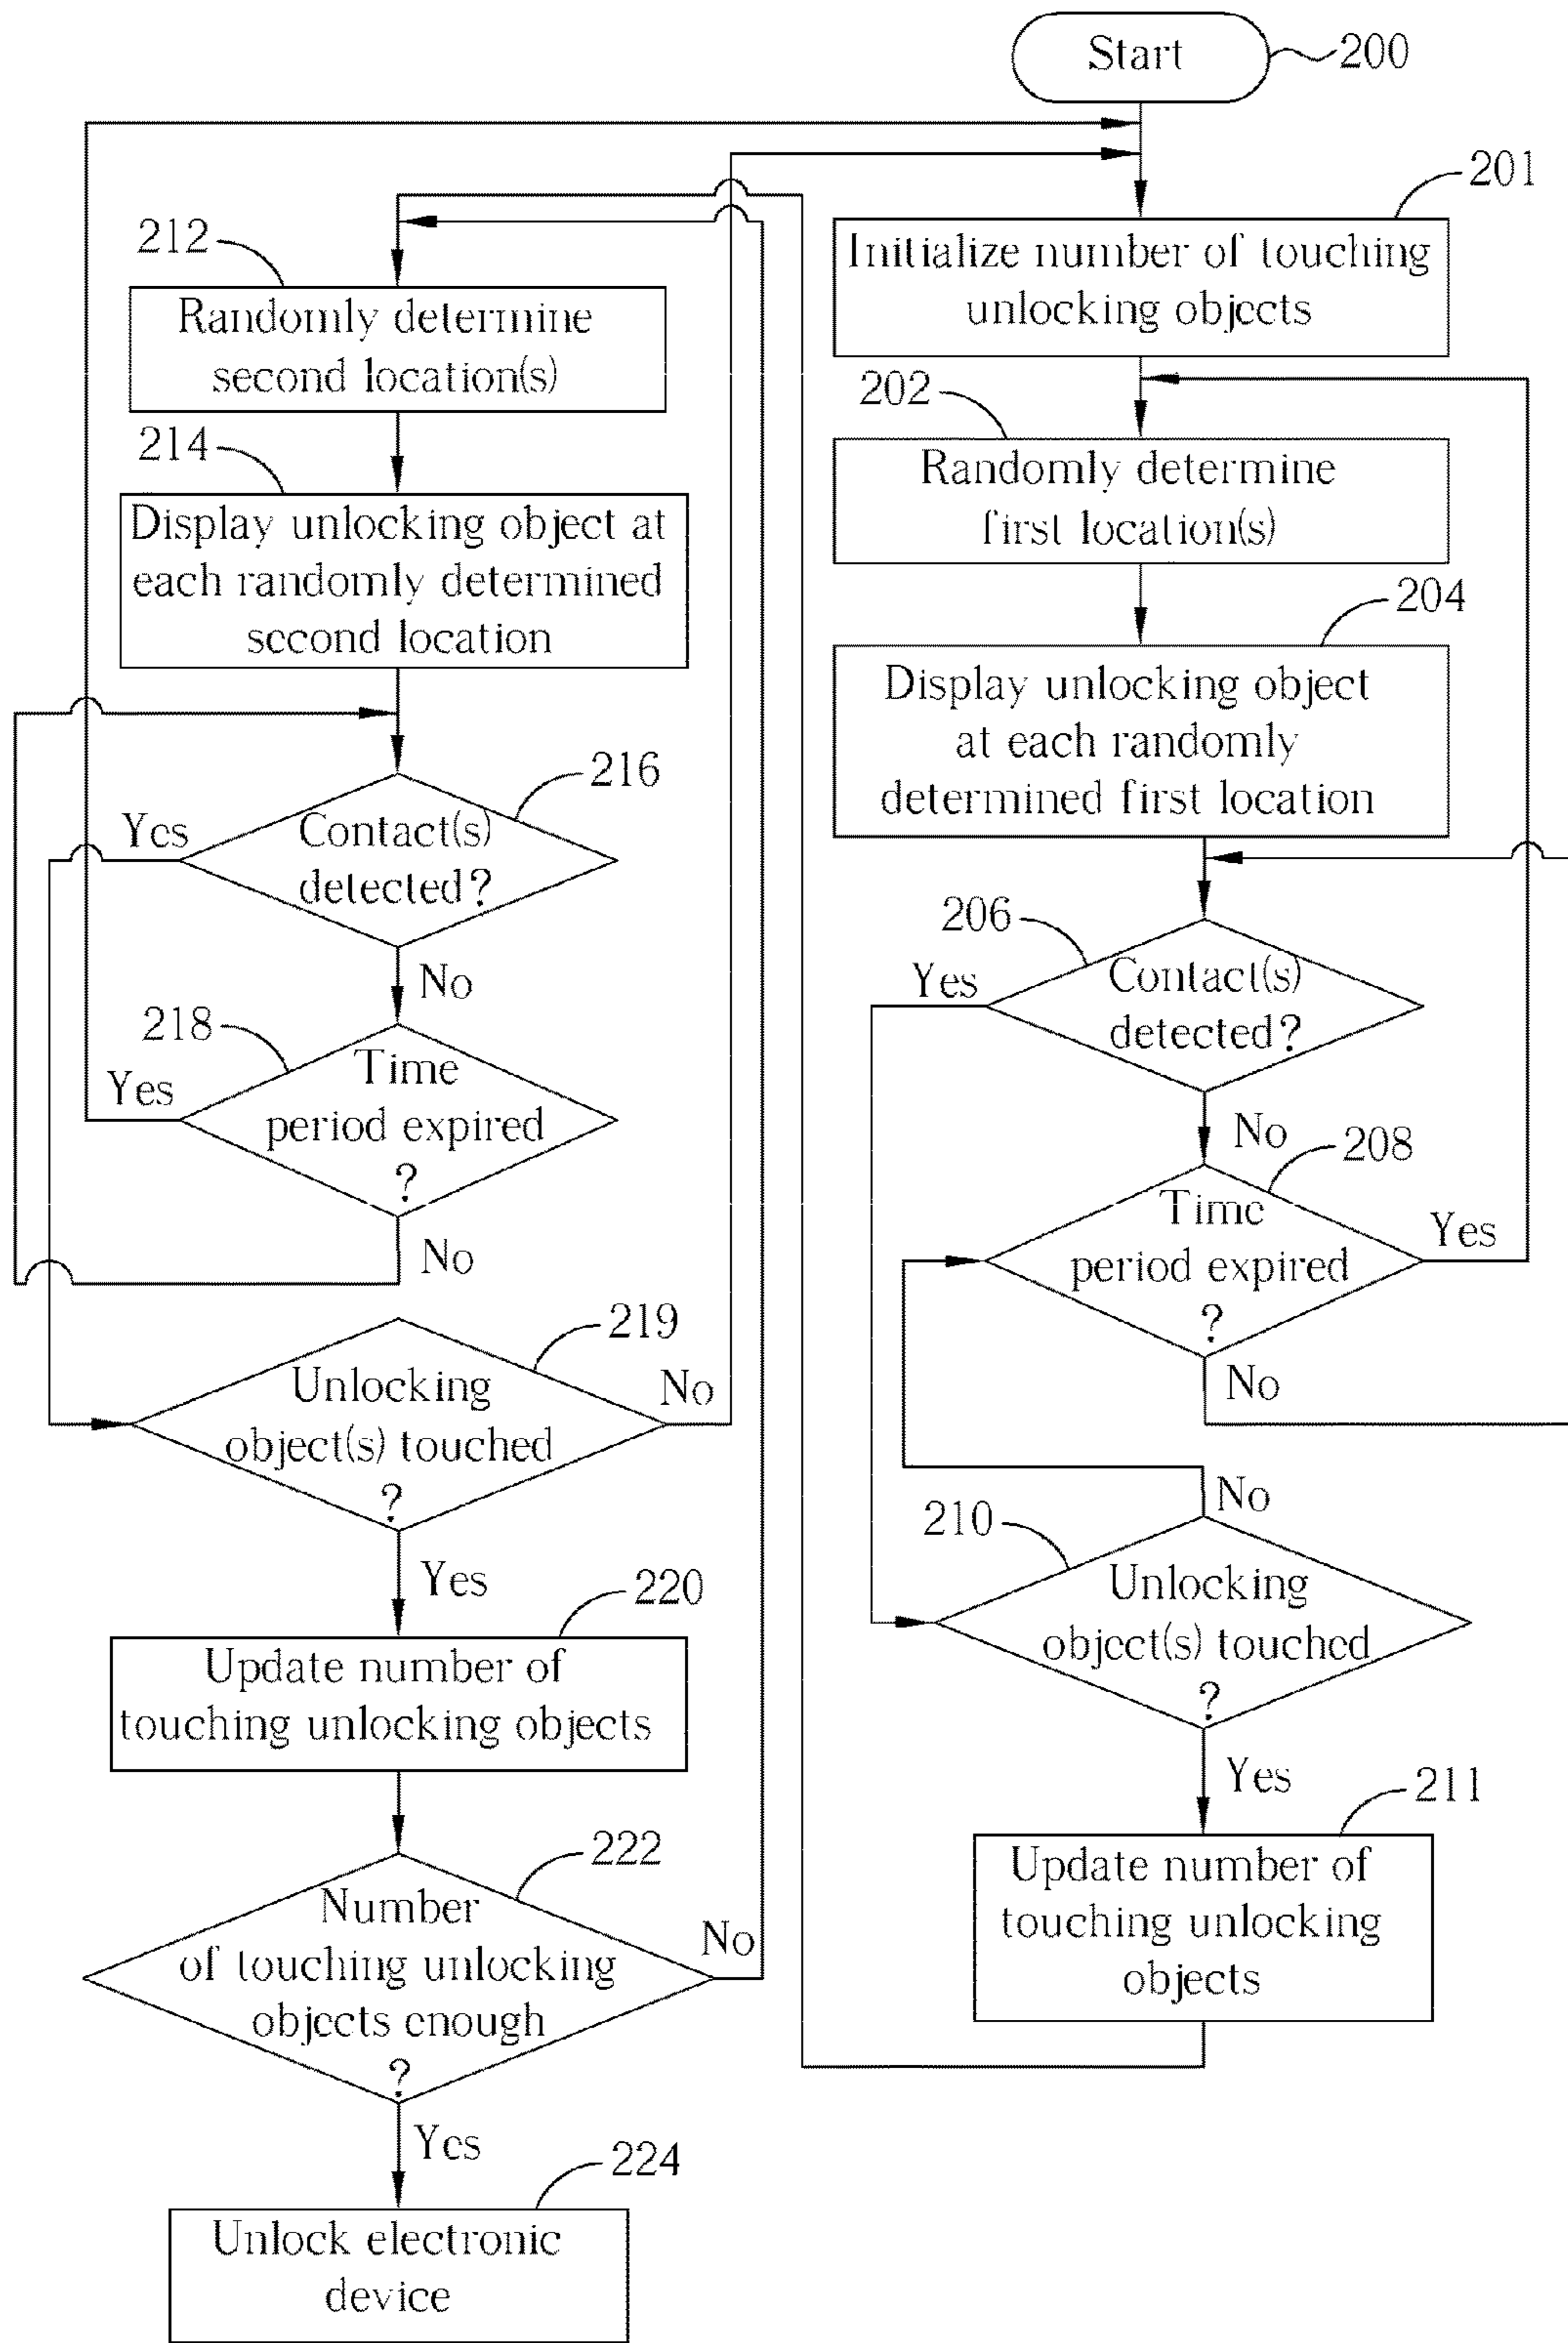 Start
200
201
Initialize number of touching
unlocking objects
202
Randomly determine
first location(s)
204
Display unlocking object
at each randomly
determined first location
206
Contact(s)
detected?
Yes
No
208
Time
period expired
?
Yes
No
210
Unlocking
object(s) touched
?
No
Yes
211
Update number of
touching unlocking
objects
212
Randomly determine
second location(s)
214
Display unlocking object at
each randomly determined
second location
216
Contact(s)
detected?
Yes
No
218
Time
period expired
?
Yes
No
219
Unlocking
object(s) touched
?
No
Yes
220
Update number of
touching unlocking objects
222
Number
of touching unlocking
objects enough
?
No
Yes
224
Unlock electronic
device